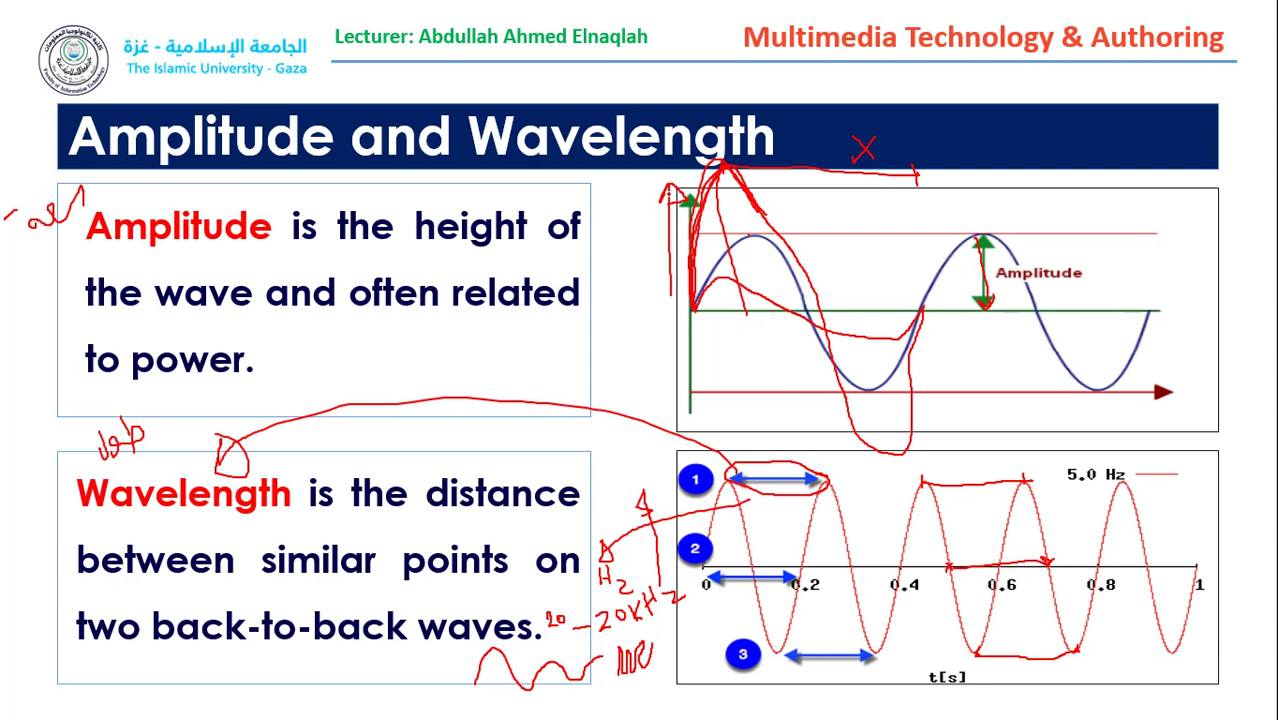 الجامعة الإسلامية - غزة
The Islamic University - Gaza
Lecturer: Abdullah Ahmed Elnaqlah
Multimedia Technology & Authoring
Amplitude and Wavelength
Amplitude is the height of
the wave and often related
to power.
X
Amplitude
Wavelength is the distance
between similar points on
two back-to-back waves.
Hz
20 - 20KHz
5.0 Hz
1
2
3
0 0.2 0.4 0.6 0.8 1
t[s]